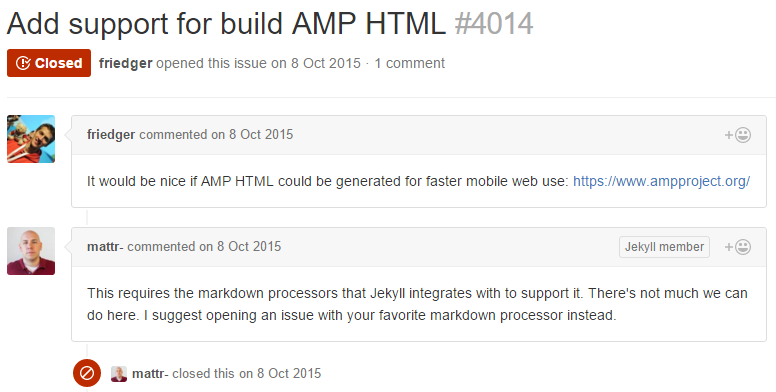 Add support for build AMP HTML #4014
Closed friedger opened this issue on 8 Oct 2015 · 1 comment
friedger commented on 8 Oct 2015
It would be nice if AMP HTML could be generated for faster mobile web use: https://www.ampproject.org/
mattr- commented on 8 Oct 2015 Jekyll member
This requires the markdown processors that Jekyll integrates with to support it. There's not much we can
do here. I suggest opening an issue with your favorite markdown processor instead.
mattr- closed this on 8 Oct 2015